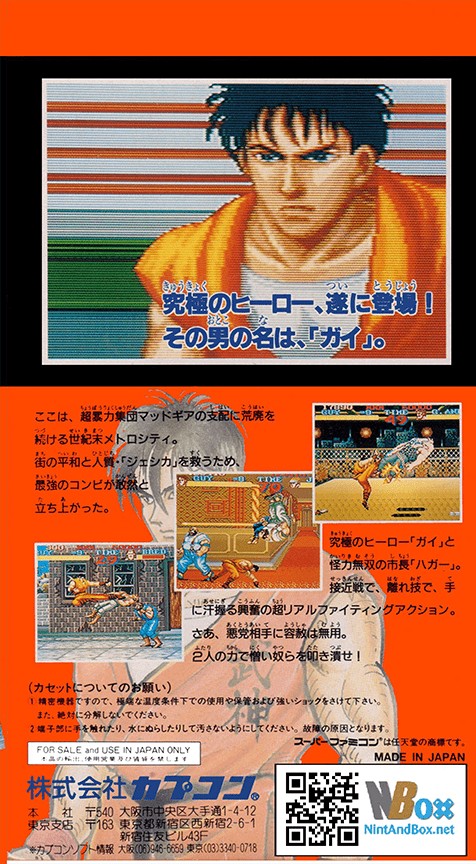 究極のヒーロー、遂に登場！
その男の名は、「ガイ」。
ここは、超暴力集団マッドギアの支配に荒廃を
続ける世紀末メトロシティ。
街の平和と人質・「ジェシカ」を救うため、
最強のコンビが敢然と
立ち上がった。
究極のヒーロー「ガイ」と
怪力無双の市長「ハガー」。
接近戦で、離れ技で、手
に汗握る興奮の超リアルファイティングアクション。
さあ、悪党相手に容赦は無用。
2人の力で憎い奴らを叩き潰せ！
GUY
TIME
GUY
TIME
武神
〈カセットについてのお願い〉
1 精密機器ですので、極端な温度条件下での使用や保管および強いショックをさけて下さい。
また、絶対に分解しないでください。
2 端子部に手を触れたり、水にぬらしたりして汚さないようにしてください。故障の原因となります。
スーパーファミコン®は任天堂の商標です。
FOR SALE and USE IN JAPAN ONLY
本品の輸出、使用営業及び賃貸を禁じます
MADE IN JAPAN
株式会社 カプコン®
本社 〒540 大阪市中央区大手通1-4-12
東京支店 〒163 東京都新宿区西新宿2-6-1
新宿住友ビル43F
※カプコンソフト情報 大阪(06)946-6659 東京(03)3340-0718
NBox
NintAndBox.net